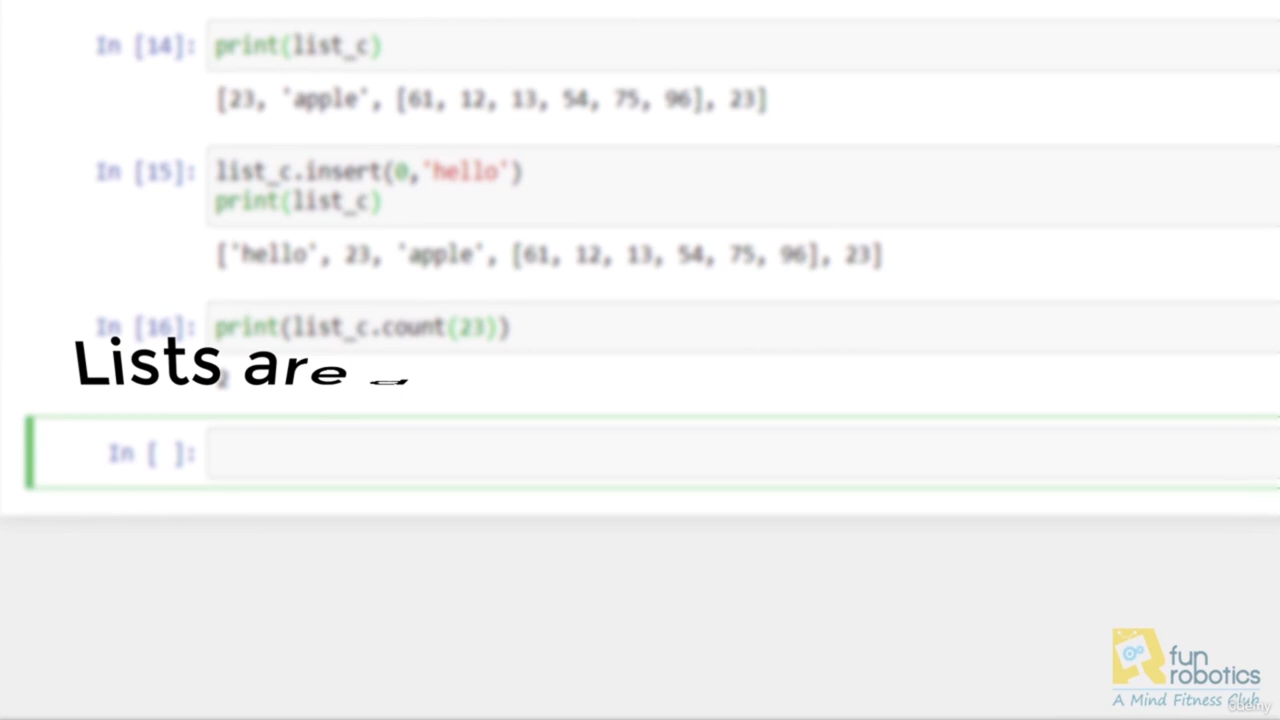 In [14]: print(list_c)
[23, 'apple', [61, 12, 13, 54, 75, 96], 23]
In [15]: list_c.insert(0,'hello')
print(list_c)
['hello', 23, 'apple', [61, 12, 13, 54, 75, 96], 23]
In [16]: print(list_c.count(23))
2
Lists are
In [ ]:
fun
robotics
A Mind Fitness Club
ûdemy